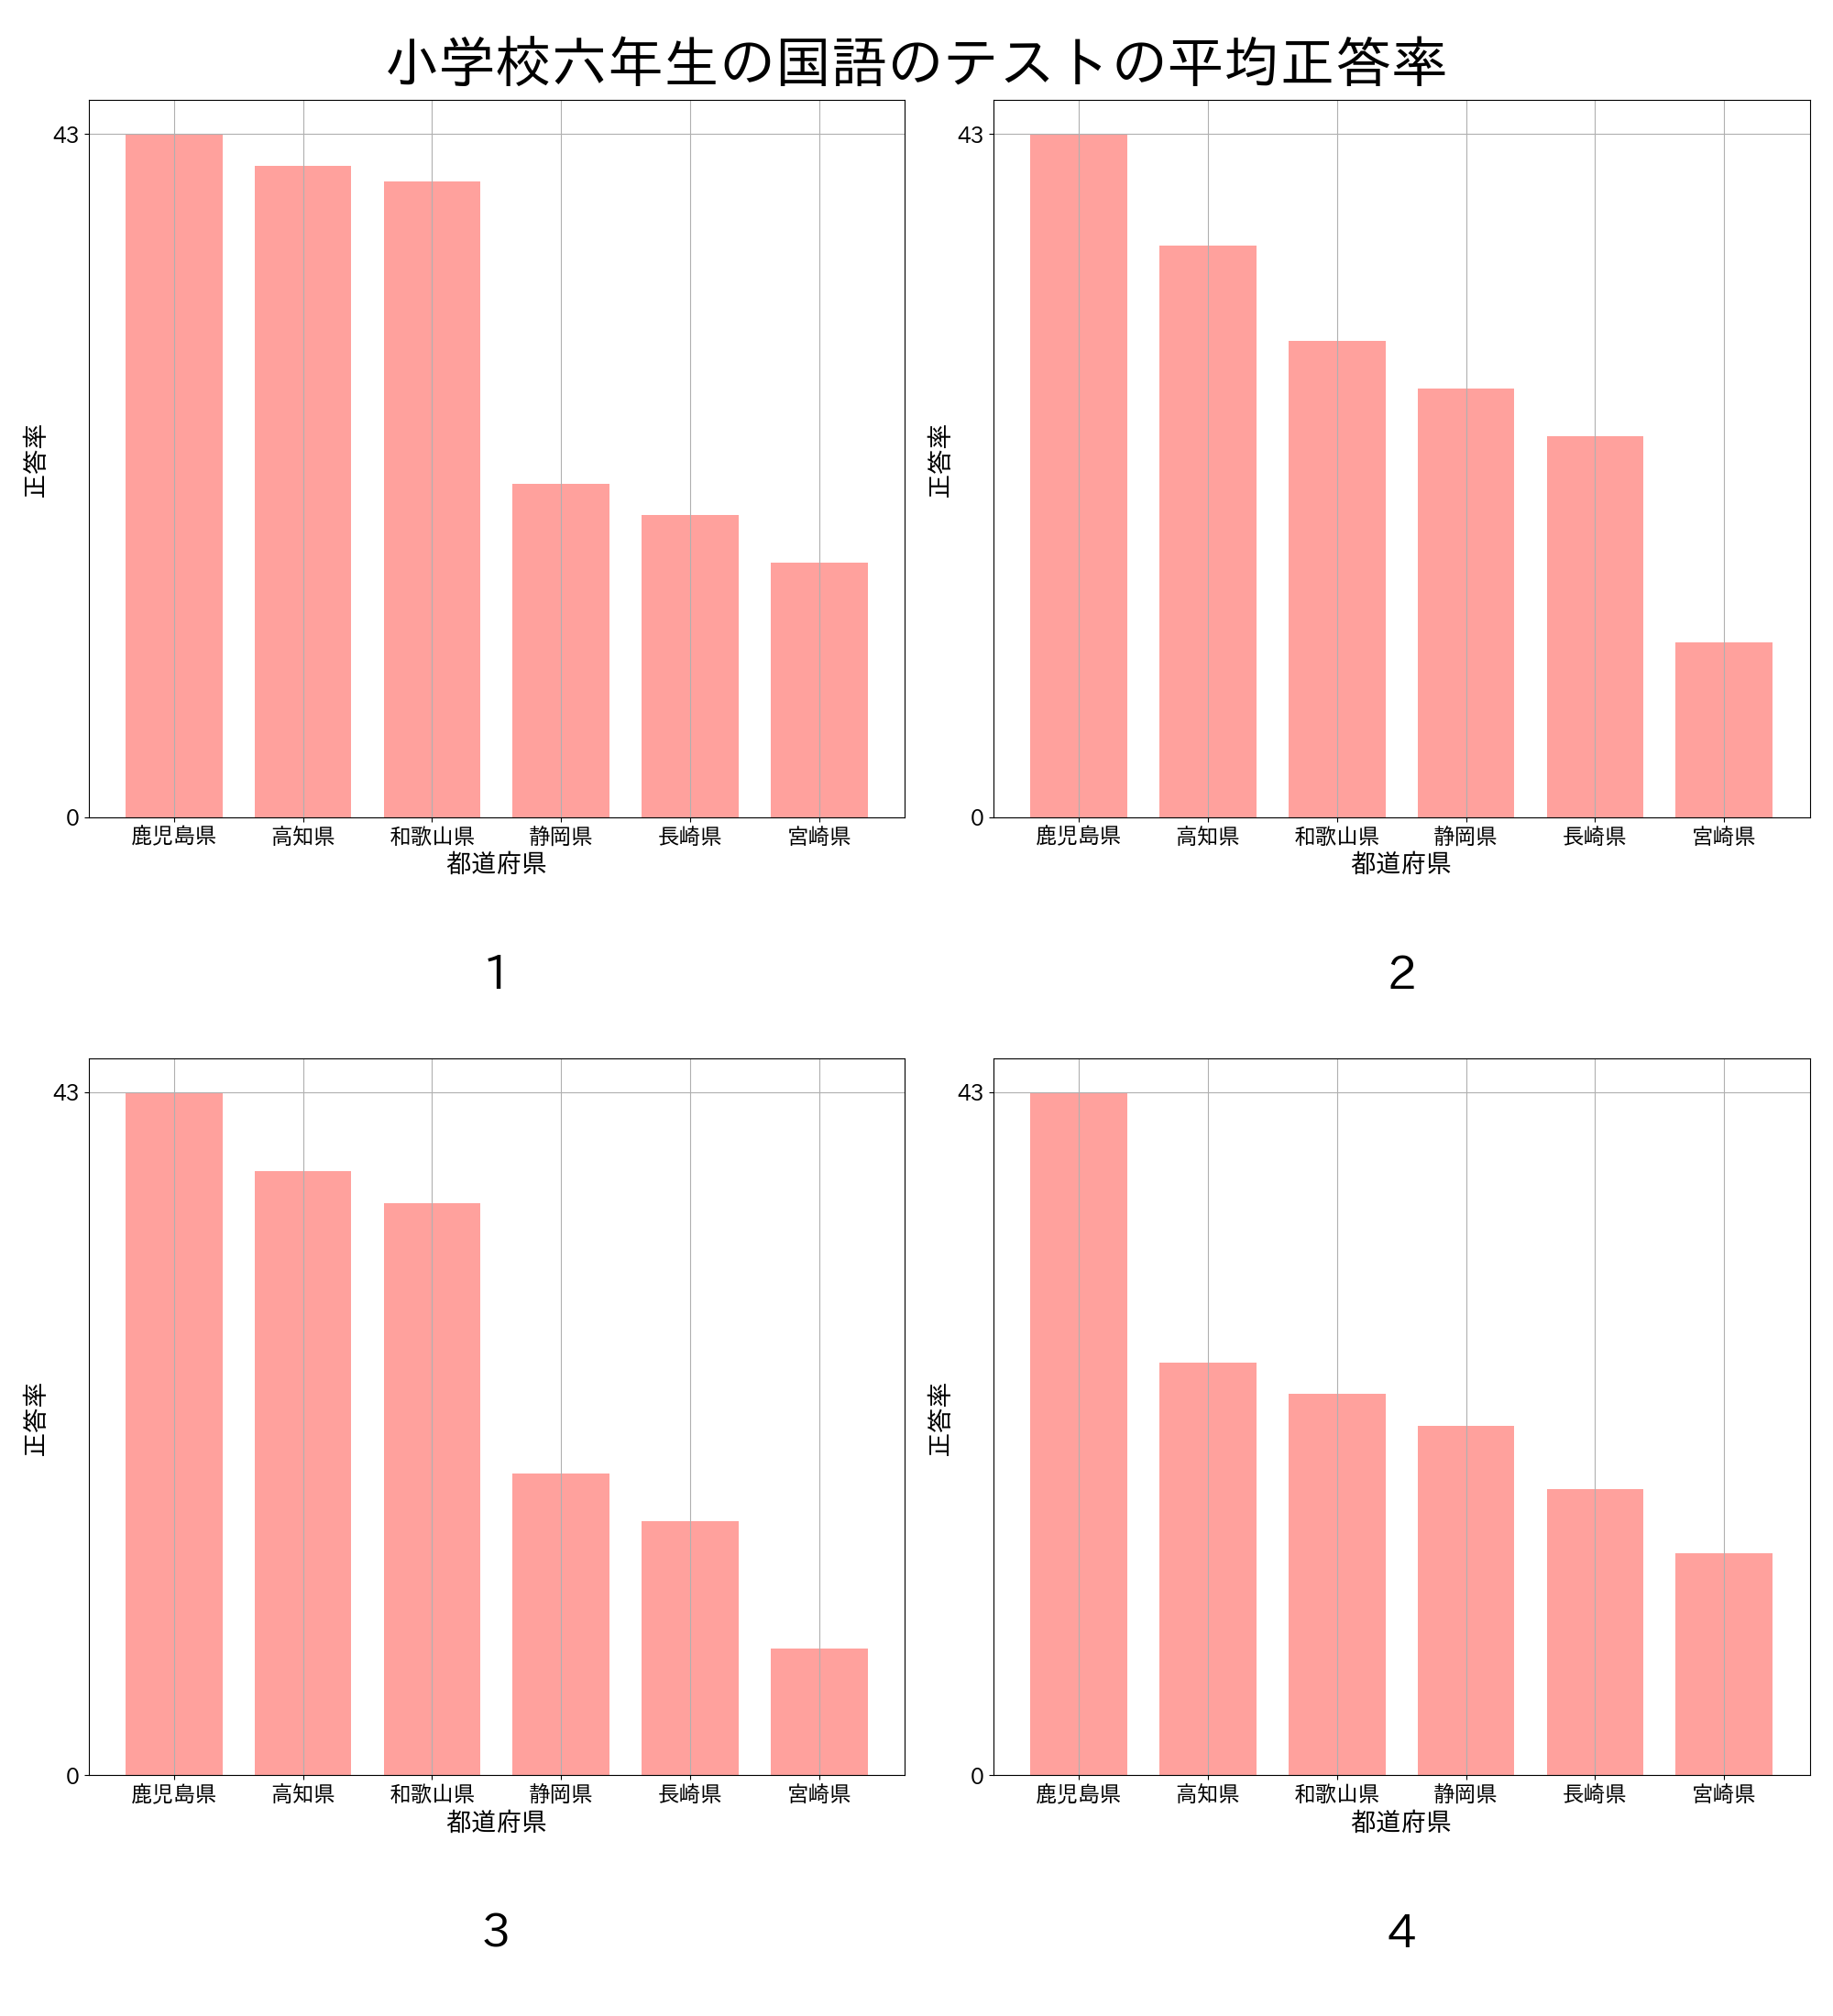 小学校六年生の国語のテストの平均正答率
43
0
正答率
鹿児島県 高知県 和歌山県 静岡県 長崎県 宮崎県
都道府県
1
43
0
正答率
鹿児島県 高知県 和歌山県 静岡県 長崎県 宮崎県
都道府県
2
43
0
正答率
鹿児島県 高知県 和歌山県 静岡県 長崎県 宮崎県
都道府県
3
43
0
正答率
鹿児島県 高知県 和歌山県 静岡県 長崎県 宮崎県
都道府県
4